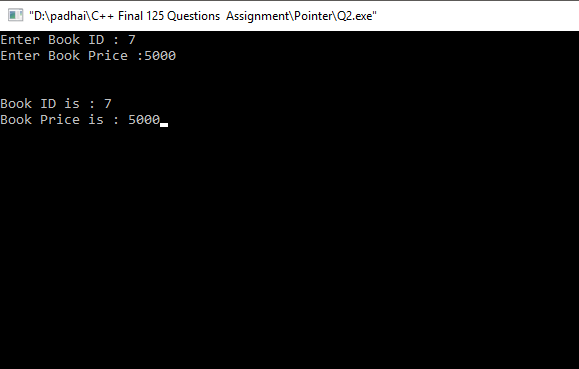 "D:\padhai\C++ Final 125 Questions  Assignment\Pointer\Q2.exe"
Enter Book ID : 7
Enter Book Price :5000
Book ID is : 7
Book Price is : 5000